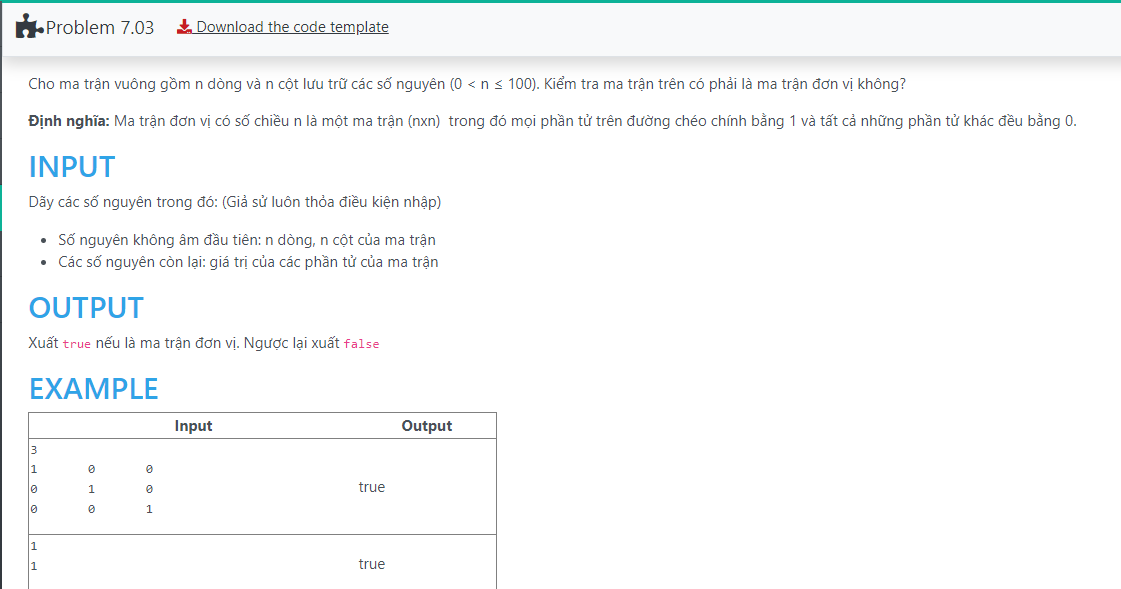 Problem 7.03 Download the code template
Cho ma trận vuông gồm n dòng và n cột lưu trữ các số nguyên (0 < n ≤ 100). Kiểm tra ma trận trên có phải là ma trận đơn vị không?
Định nghĩa: Ma trận đơn vị có số chiều n là một ma trận (nxn) trong đó mọi phần tử trên đường chéo chính bằng 1 và tất cả những phần tử khác đều bằng 0.
INPUT
Dãy các số nguyên trong đó: (Giả sử luôn thỏa điều kiện nhập)
• Số nguyên không âm đầu tiên: n dòng, n cột của ma trận
• Các số nguyên còn lại: giá trị của các phần tử của ma trận
OUTPUT
Xuất true nếu là ma trận đơn vị. Ngược lại xuất false
EXAMPLE
Input Output
3
1 0 0
0 1 0
0 0 1
true
1
1
true